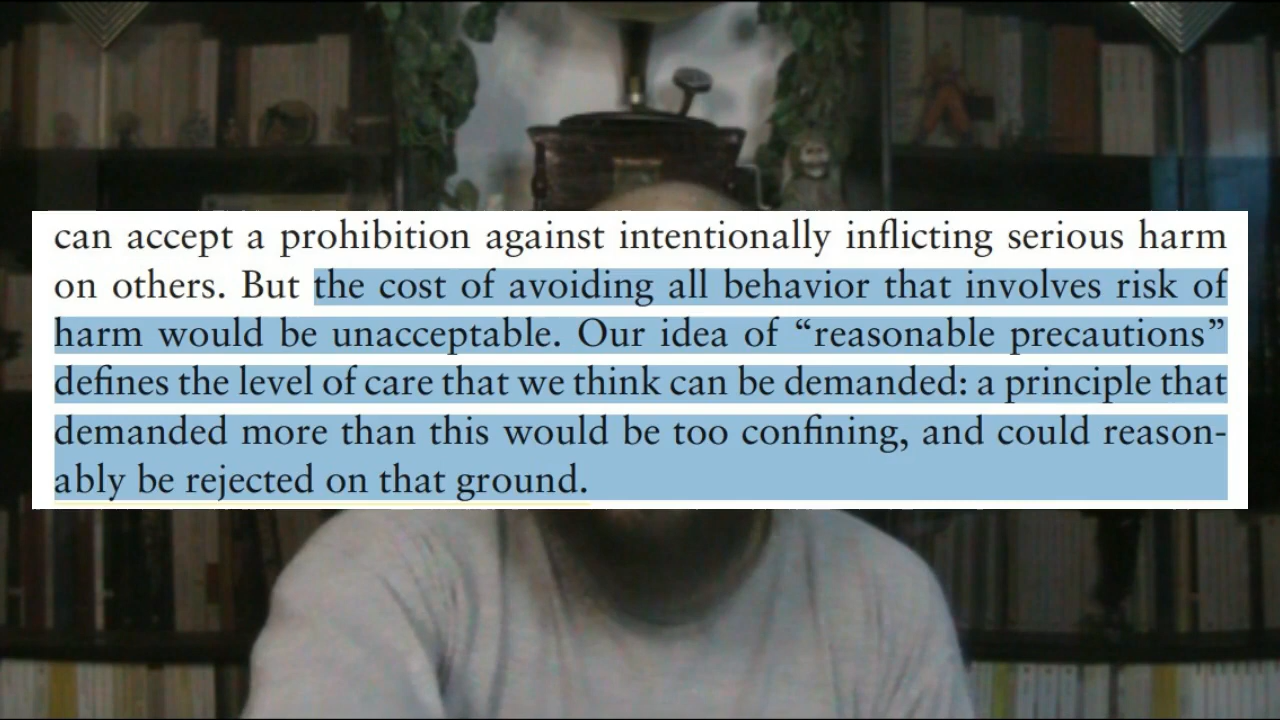 can accept a prohibition against intentionally inflicting serious harm
on others. But the cost of avoiding all behavior that involves risk of
harm would be unacceptable. Our idea of “reasonable precautions”
defines the level of care that we think can be demanded: a principle that
demanded more than this would be too confining, and could reason-
ably be rejected on that ground.